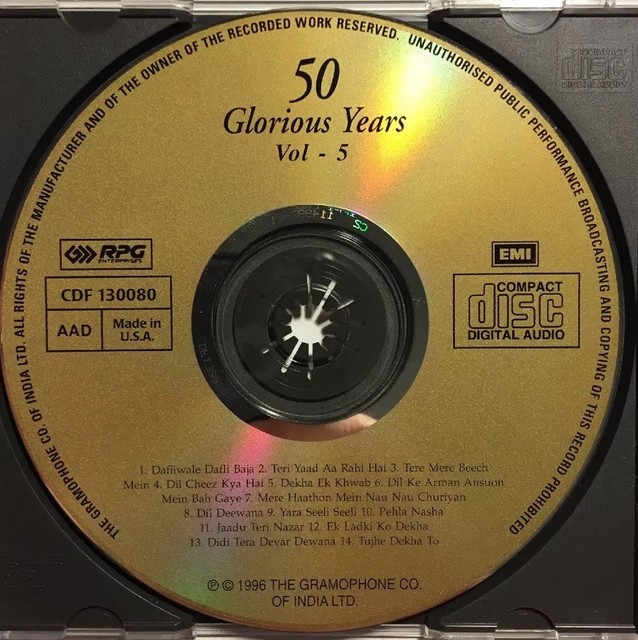 THE GRAMOPHONE CO. OF INDIA LTD. ALL RIGHTS OF THE MANUFACTURER AND OF THE OWNER OF THE RECORDED WORK RESERVED. UNAUTHORISED PUBLIC PERFORMANCE BROADCASTING AND COPYING OF THIS RECORD PROHIBITED
50
Glorious Years
Vol - 5
RPG
ENTERPRISES
CDF 130080
AAD
Made in
U.S.A.
EMI
COMPACT
disc
DIGITAL AUDIO
COMPACT
disc
DIGITAL AUDIO
1. Dafliwale Dafli Baja 2. Teri Yaad Aa Rahi Hai 3. Tere Mere Beech
Mein 4. Dil Cheez Kya Hai 5. Dekha Ek Khwab 6. Dil Ke Arman Ansuon
Mein Bah Gaye 7. Mere Haathon Mein Nau Nau Churiyan
8. Dil Deewana 9. Yara Seeli Seeli 10. Pehla Nasha
11. Jaadu Teri Nazar 12. Ek Ladki Ko Dekha
13. Didi Tera Devar Dewana 14. Tujhe Dekha To
℗ © 1996 THE GRAMOPHONE CO.
OF INDIA LTD.